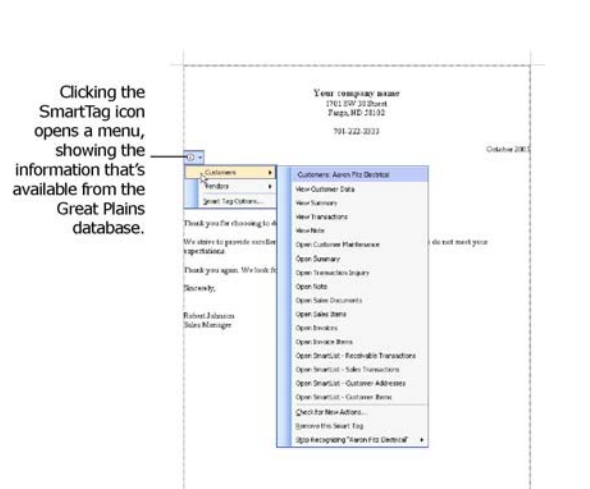 Clicking the
SmartTag icon
opens a menu,
showing the
information that's
available from the
Great Plains
database.
Your company name
1701 SW 38 Street
Fargo, ND 58102
701-222-3333
October 2003
Customers
Vendors
Smart Tag Options...
Customers: Aaron Fitz Electrical
View Customer Data
View Summary
View Transactions
View Note
Open Customer Maintenance
Open Summary
Open Transaction Inquiry
Open Note
Open Sales Documents
Open Sales Items
Open Invoices
Open Invoice Items
Open SmartList - Receivable Transactions
Open SmartList - Sales Transactions
Open SmartList - Customer Addresses
Open SmartList - Customer Items
Check for New Actions...
Remove this Smart Tag
Stop Recognizing "Aaron Fitz Electrical"
Thank you for choosing to d
We strive to provide excellen do not meet your
expectations.
Thank you again. We look f
Sincerely,
Robert Johnson
Sales Manager